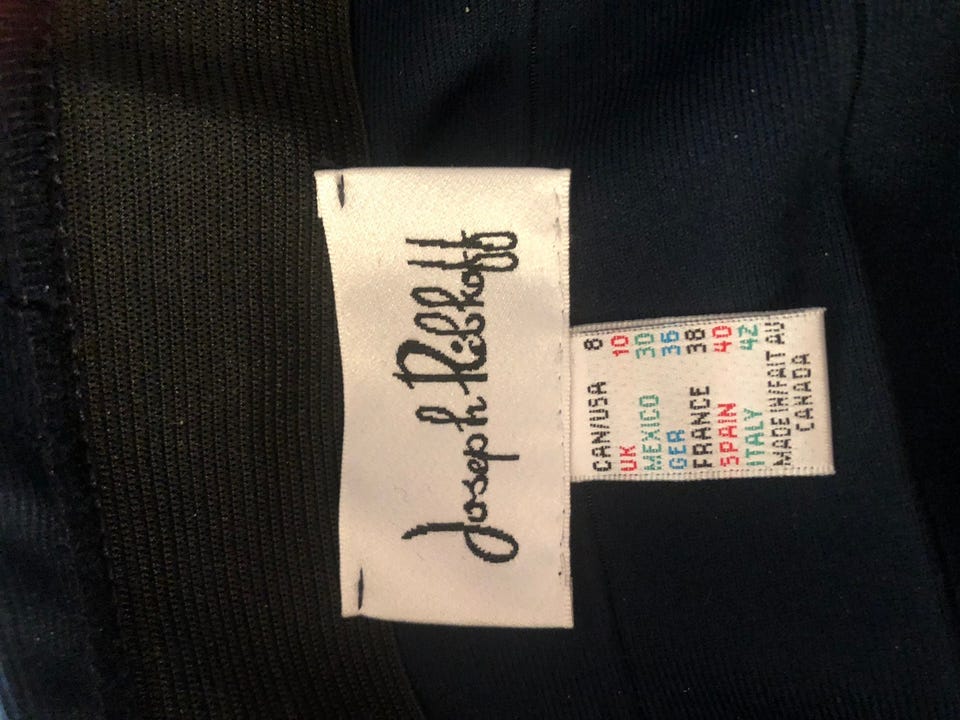 Joseph Ribkoff
CAN/USA 8
UK 10
MEXICO 30
GER 36
FRANCE 38
SPAIN 40
ITALY 42
MADE IN/FAIT AU
CANADA